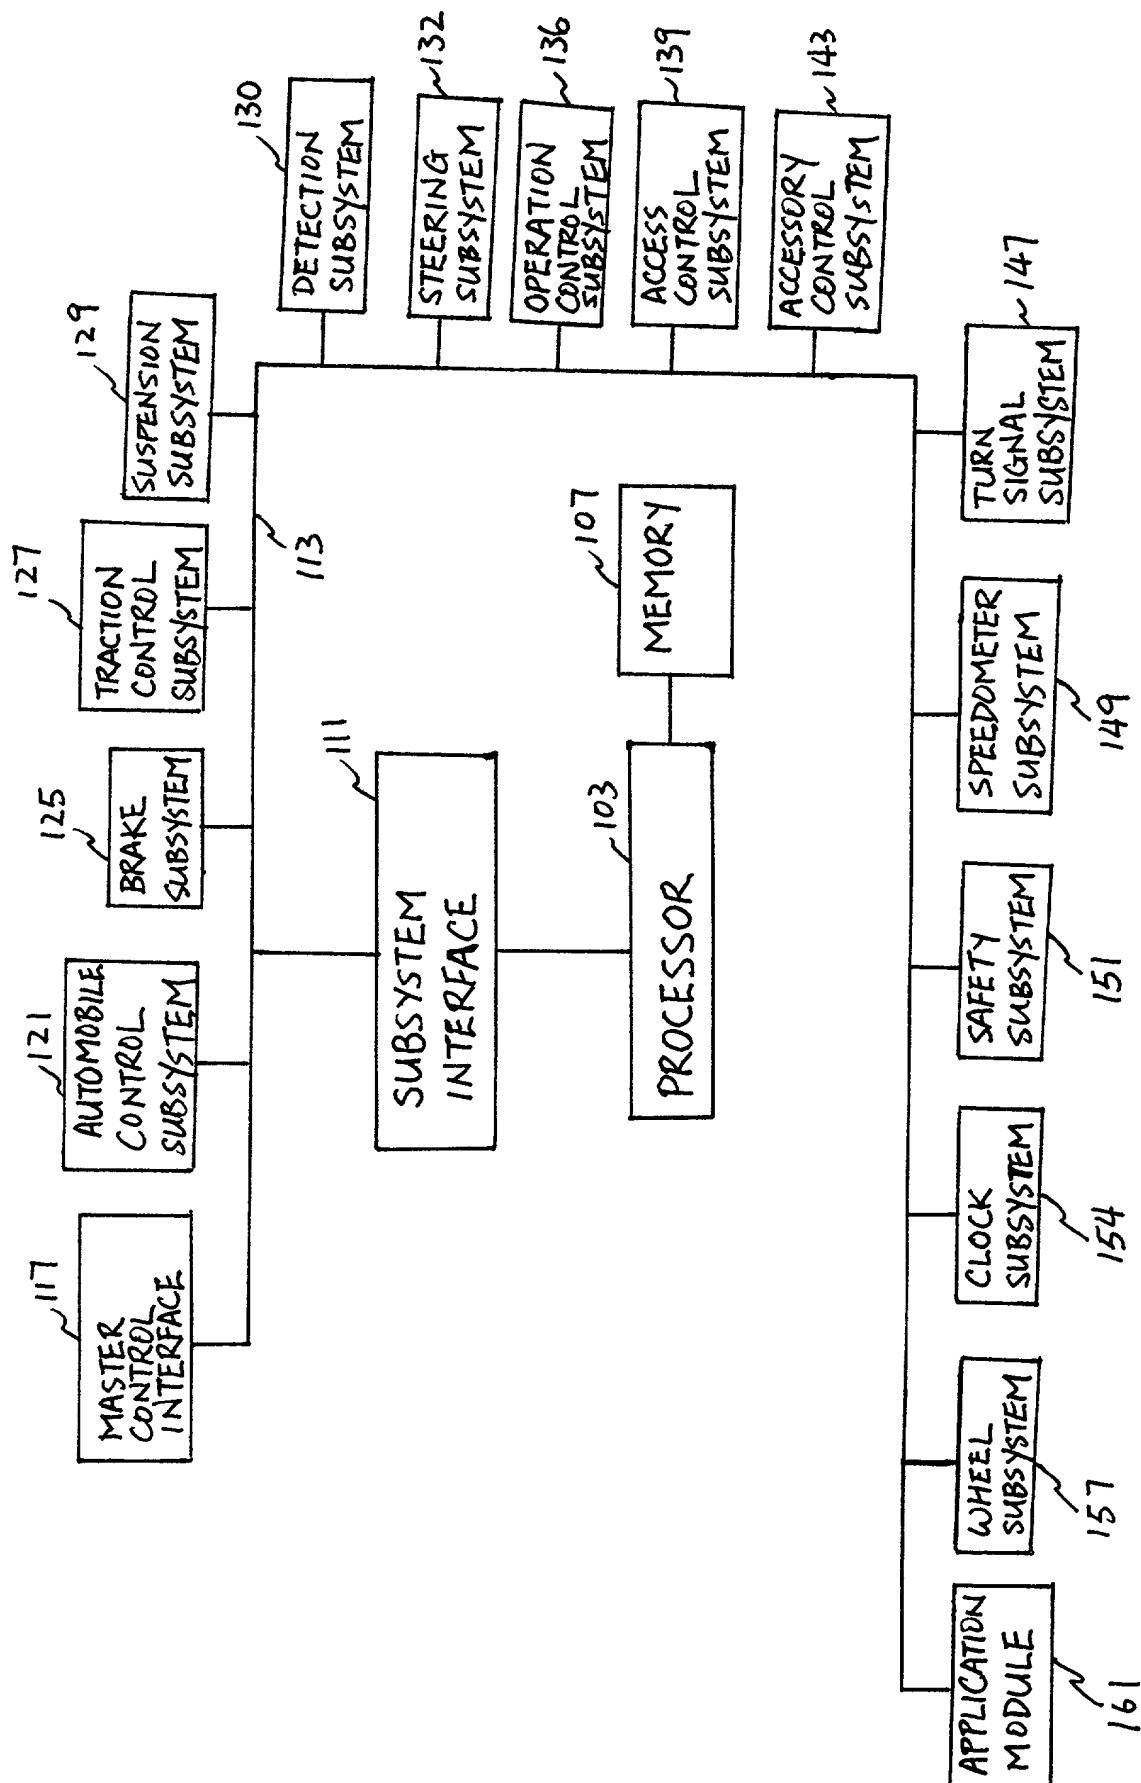 117
MASTER
CONTROL
INTERFACE
121
AUTOMOBILE
CONTROL
SUBSYSTEM
125
BRAKE
SUBSYSTEM
127
TRACTION
CONTROL
SUBSYSTEM
129
SUSPENSION
SUBSYSTEM
113
130
DETECTION
SUBSYSTEM
132
STEERING
SUBSYSTEM
136
OPERATION
CONTROL
SUBSYSTEM
139
ACCESS
CONTROL
SUBSYSTEM
143
ACCESSORY
CONTROL
SUBSYSTEM
111
SUBSYSTEM
INTERFACE
103
PROCESSOR
107
MEMORY
APPLICATION
MODULE
161
WHEEL
SUBSYSTEM
157
CLOCK
SUBSYSTEM
154
SAFETY
SUBSYSTEM
151
SPEEDOMETER
SUBSYSTEM
149
TURN
SIGNAL
SUBSYSTEM
147